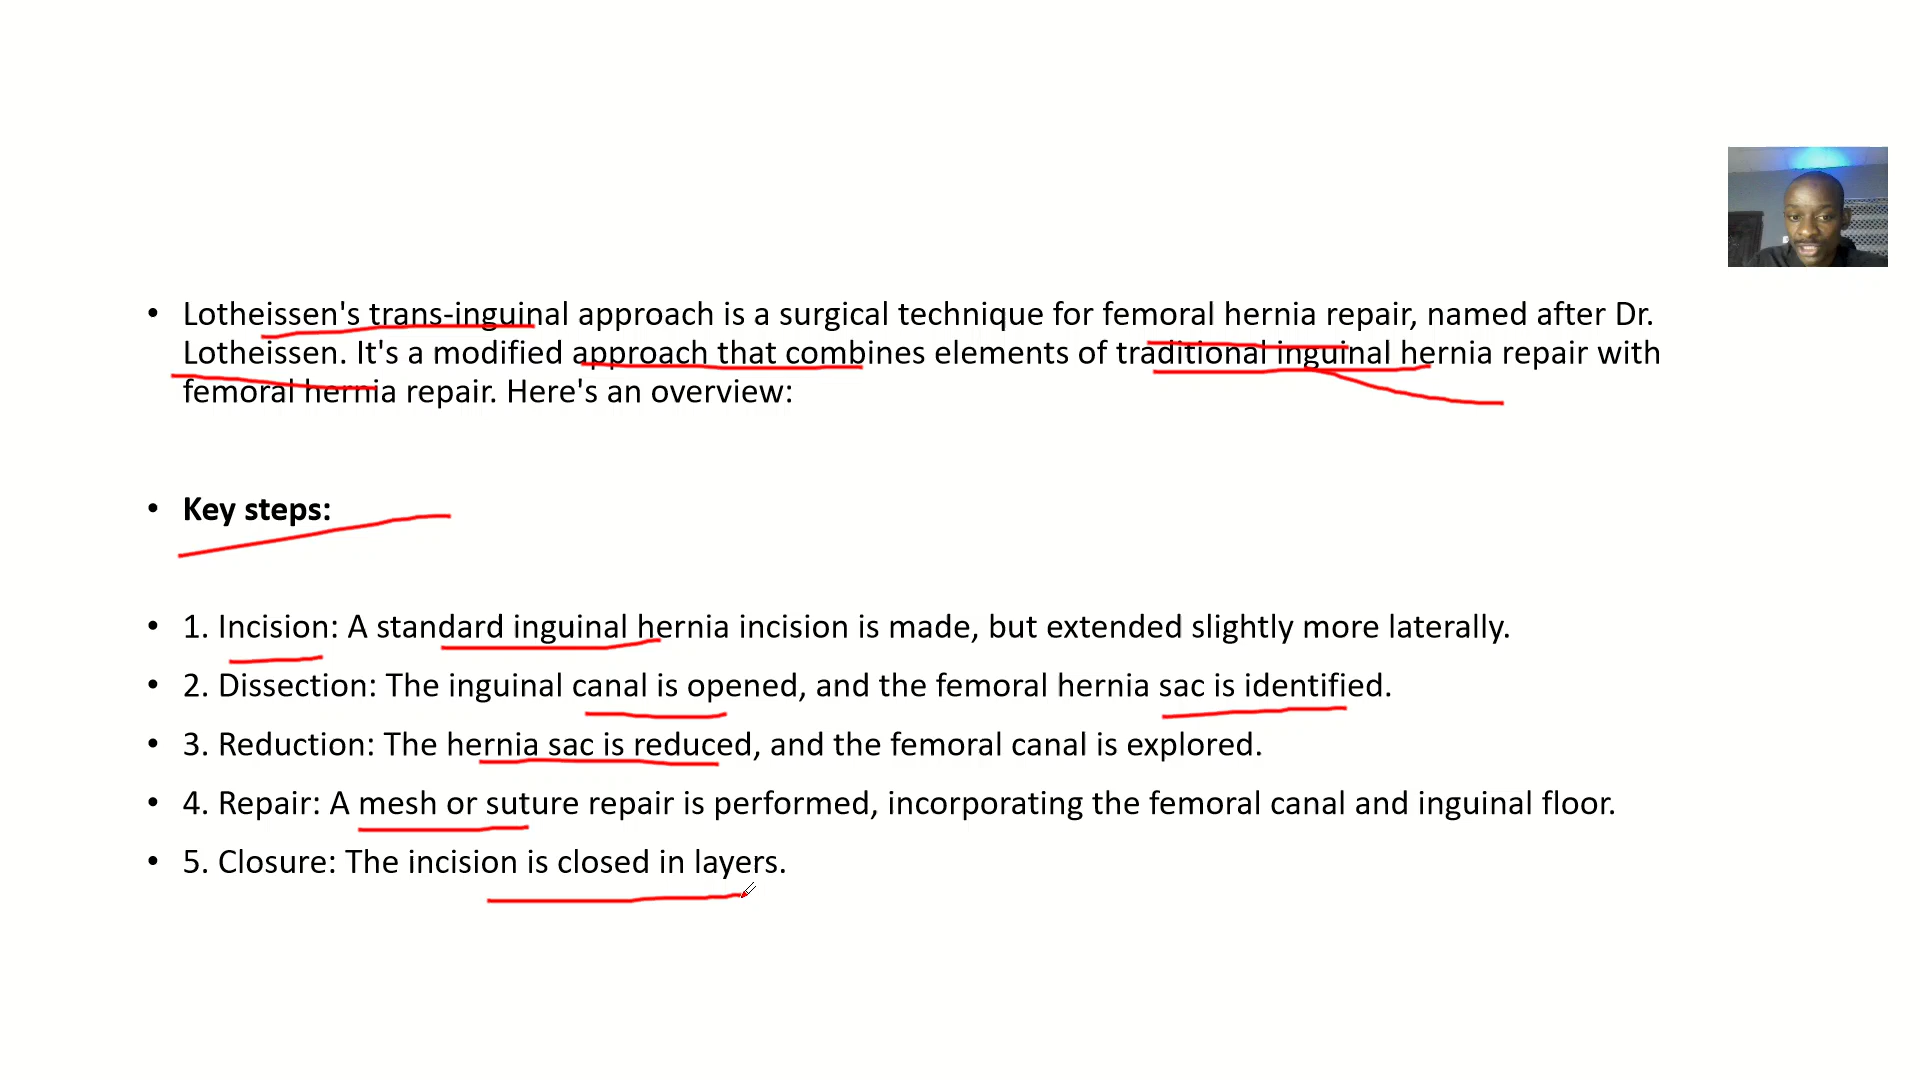 • Lotheissen's trans-inguinal approach is a surgical technique for femoral hernia repair, named after Dr.
Lotheissen. It's a modified approach that combines elements of traditional inguinal hernia repair with
femoral hernia repair. Here's an overview:
• Key steps:
• 1. Incision: A standard inguinal hernia incision is made, but extended slightly more laterally.
• 2. Dissection: The inguinal canal is opened, and the femoral hernia sac is identified.
• 3. Reduction: The hernia sac is reduced, and the femoral canal is explored.
• 4. Repair: A mesh or suture repair is performed, incorporating the femoral canal and inguinal floor.
• 5. Closure: The incision is closed in layers.